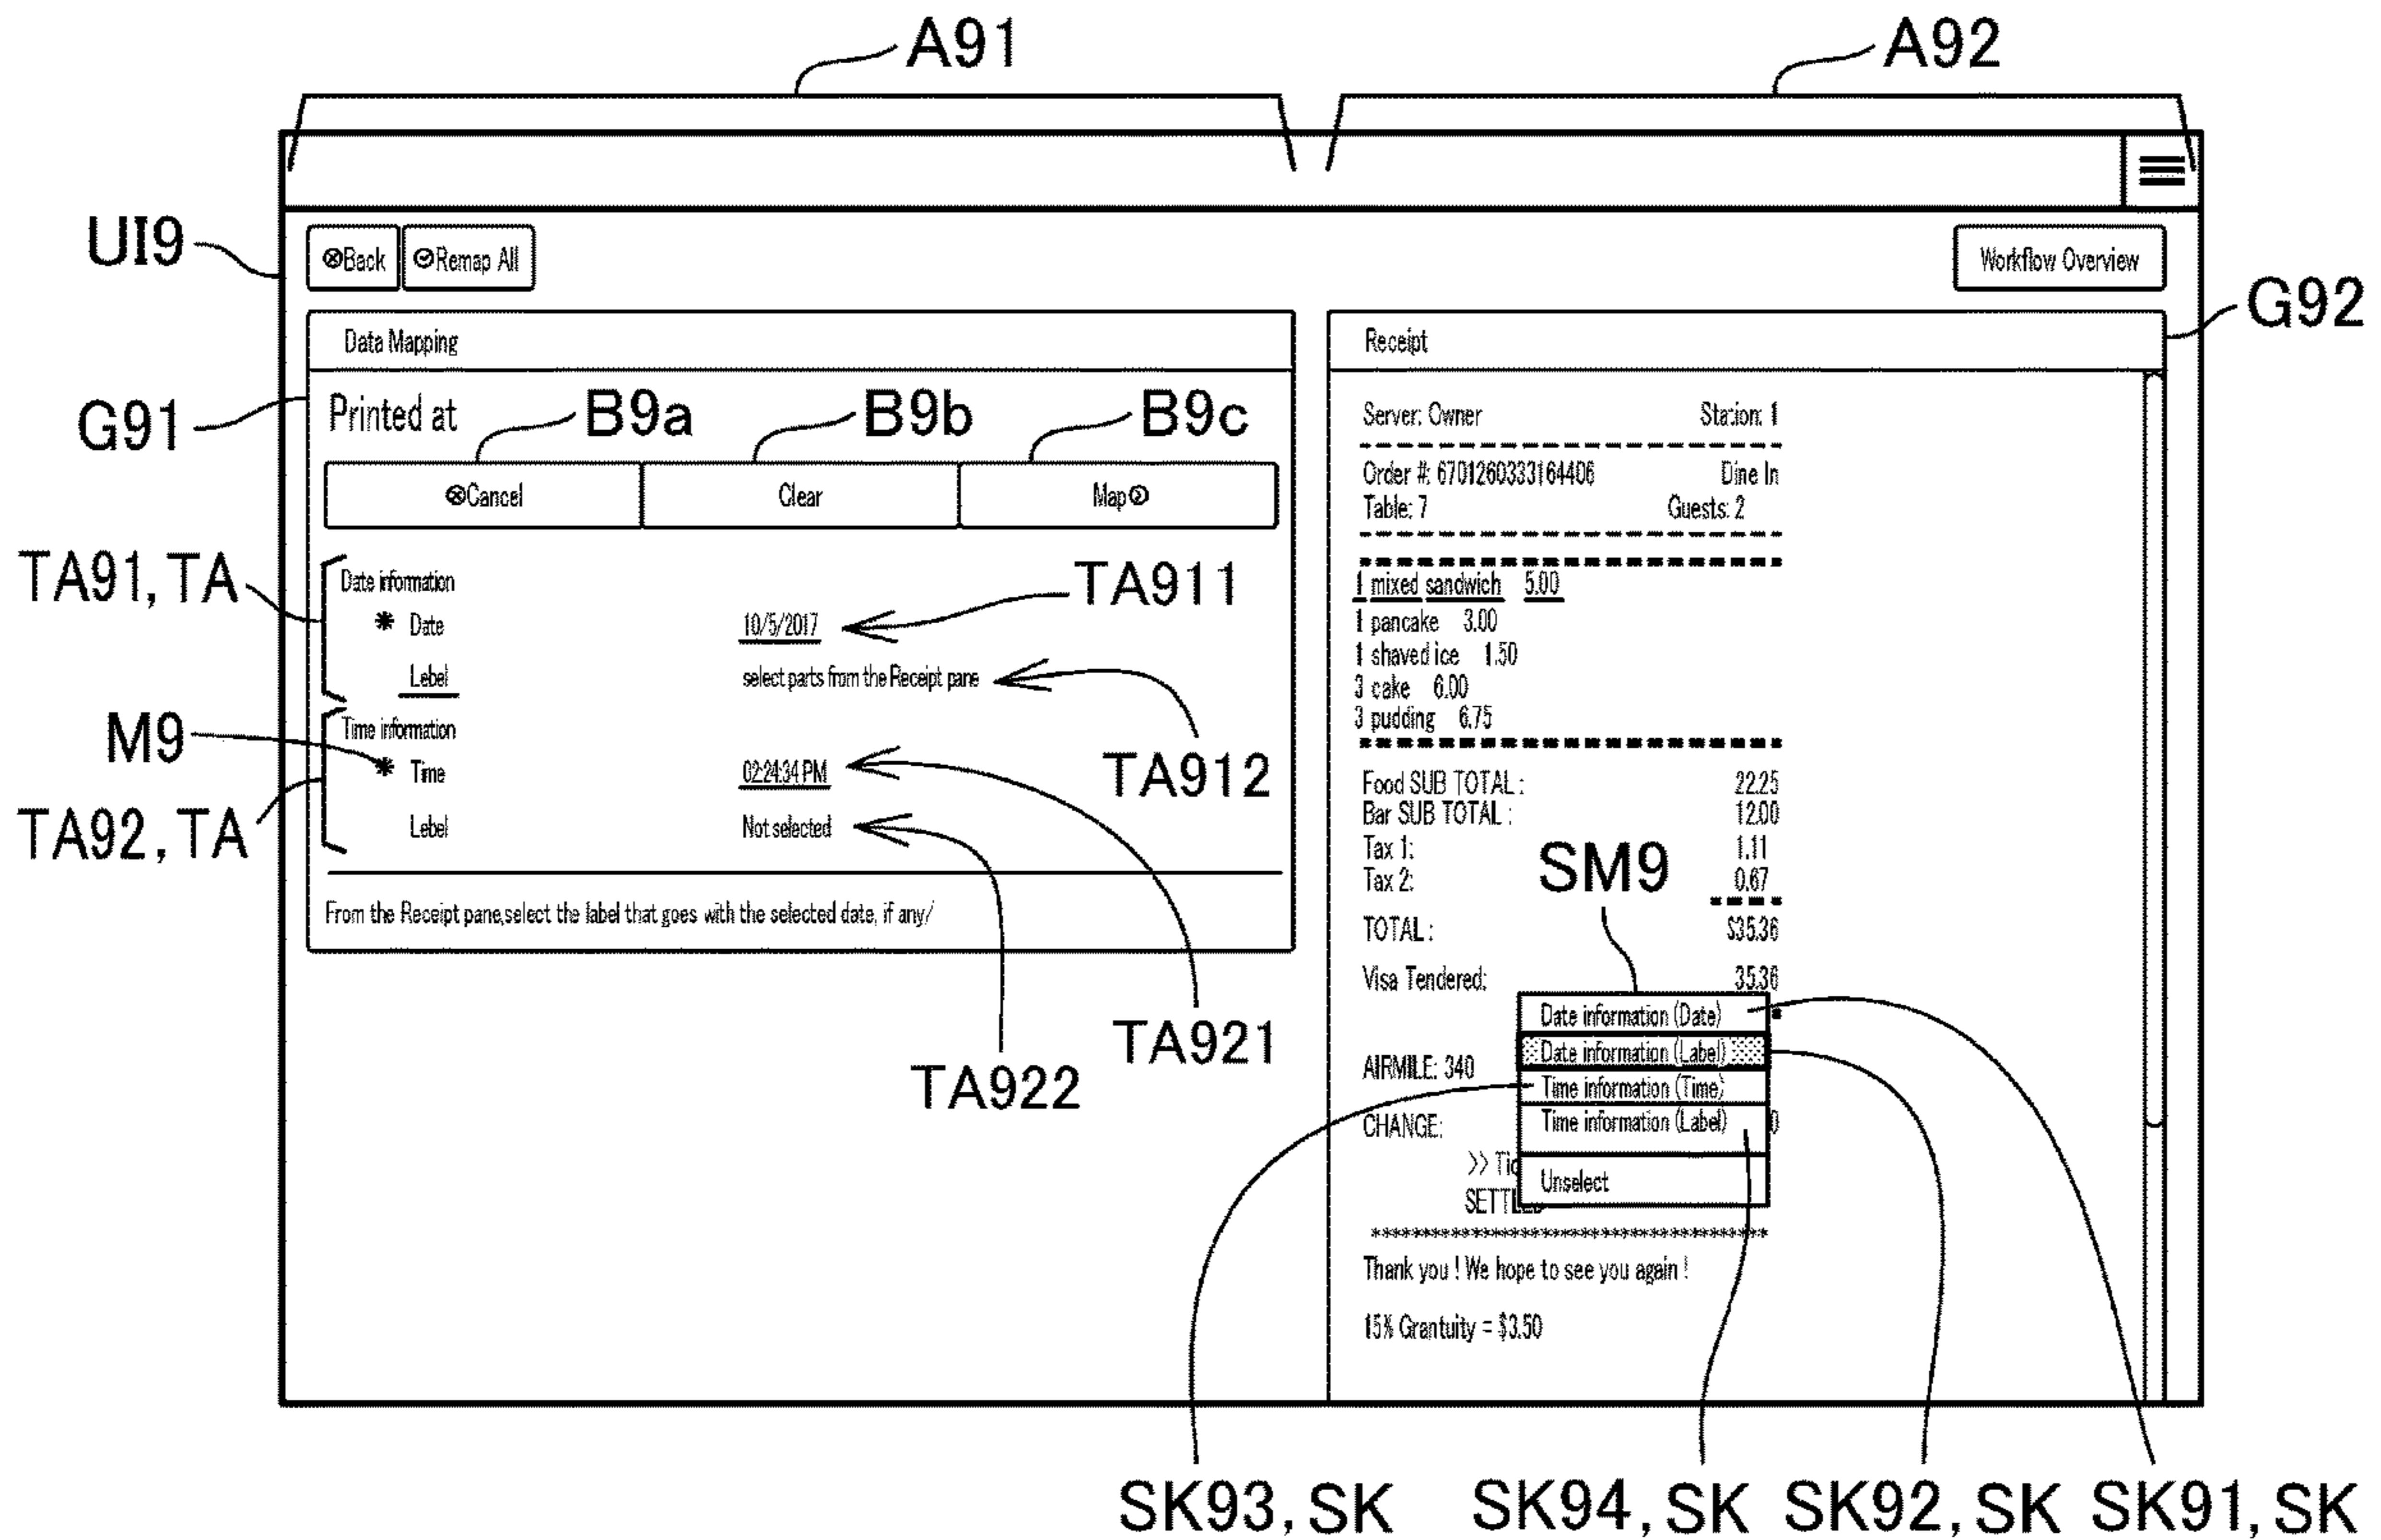 A91
A92
UI9
⊗Back
Remap All
Workflow Overview
G92
Data Mapping
Receipt
G91
Printed at
B9a
B9b
B9c
⊗Cancel
Clear
Map
TA91, TA
Date information
* Date 10/5/2017
TA911
Lebel select parts from the Receipt pane
TA912
M9
Time information
* Time 02:24:34 PM
TA921
TA92, TA
Label Not selected
TA922
From the Receipt pane,select the label that goes with the selected date, if any/
Server: Owner Station: 1
Order #: 6701260333164406 Dine In
Table: 7 Guests: 2
1 mixed sandwich 5.00
1 pancake 3.00
1 shaved ice 1.50
3 cake 6.00
3 pudding 6.75
Food SUB TOTAL : 22.25
Bar SUB TOTAL : 12.00
Tax 1: 1.11
Tax 2: 0.67
SM9
TOTAL : $35.36
Visa Tendered: 35.36
Date information (Date)
Date information (Label)
AIRMILE: 340
Time information (Time)
CHANGE: 0
Time information (Label)
>> Tic
Unselect
SETTLED
**************************************
Thank you ! We hope to see you again !
15% Grantuity = $3.50
SK93, SK
SK94, SK
SK92, SK
SK91, SK